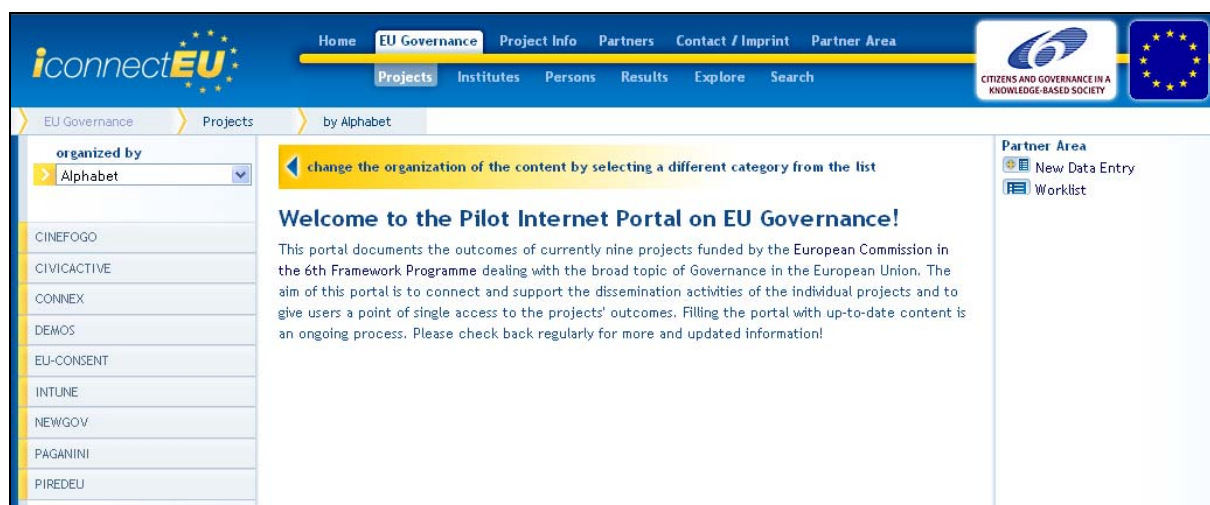 iconnectEU
Home EU Governance Project Info Partners Contact / Imprint Partner Area
Projects Institutes Persons Results Explore Search
6
CITIZENS AND GOVERNANCE IN A
KNOWLEDGE-BASED SOCIETY
EU Governance Projects by Alphabet
organized by
Alphabet
CINEFOGO
CIVICACTIVE
CONNEX
DEMOS
EU-CONSENT
INTUNE
NEWGOV
PAGANINI
PIREDEU
change the organization of the content by selecting a different category from the list
Welcome to the Pilot Internet Portal on EU Governance!
This portal documents the outcomes of currently nine projects funded by the European Commission in
the 6th Framework Programme dealing with the broad topic of Governance in the European Union. The
aim of this portal is to connect and support the dissemination activities of the individual projects and to
give users a point of single access to the projects' outcomes. Filling the portal with up-to-date content is
an ongoing process. Please check back regularly for more and updated information!
Partner Area
New Data Entry
Worklist